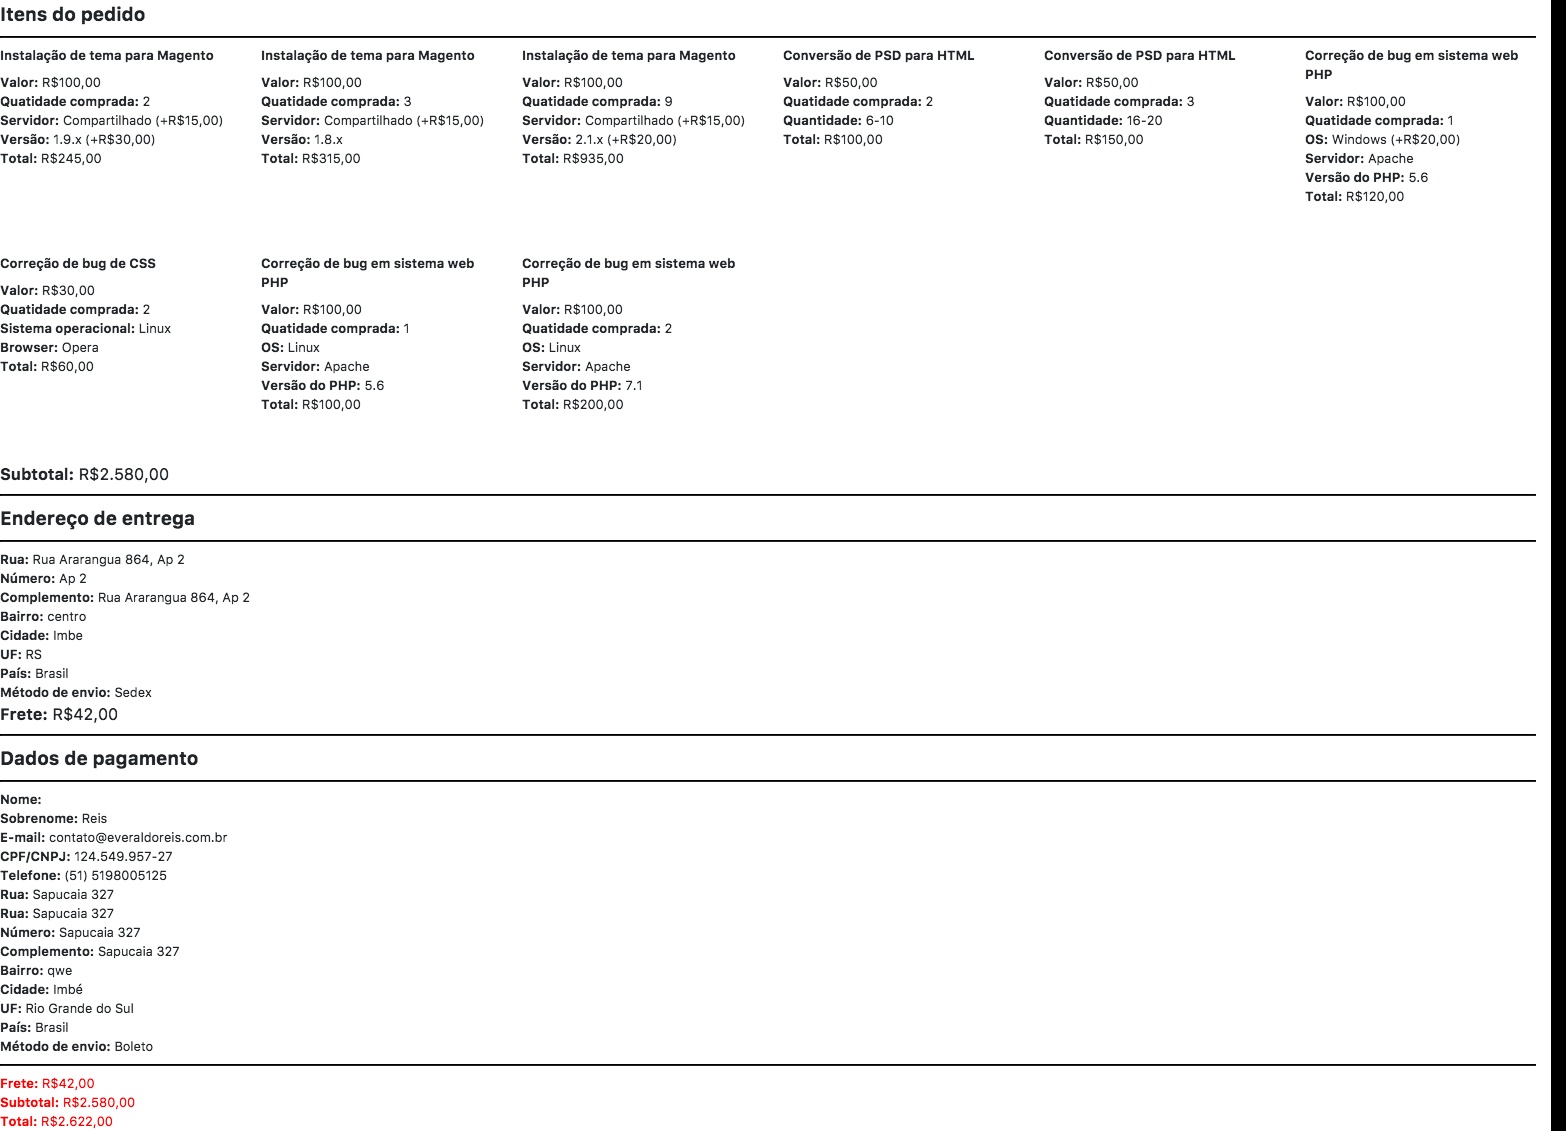 Itens do pedido
Instalação de tema para Magento
Valor: R$100,00
Quatidade comprada: 2
Servidor: Compartilhado (+R$15,00)
Versão: 1.9.x (+R$30,00)
Total: R$245,00
Instalação de tema para Magento
Valor: R$100,00
Quatidade comprada: 3
Servidor: Compartilhado (+R$15,00)
Versão: 1.8.x
Total: R$315,00
Instalação de tema para Magento
Valor: R$100,00
Quatidade comprada: 9
Servidor: Compartilhado (+R$15,00)
Versão: 2.1.x (+R$20,00)
Total: R$935,00
Conversão de PSD para HTML
Valor: R$50,00
Quatidade comprada: 2
Quantidade: 6-10
Total: R$100,00
Conversão de PSD para HTML
Valor: R$50,00
Quatidade comprada: 3
Quantidade: 16-20
Total: R$150,00
Correção de bug em sistema web
PHP
Valor: R$100,00
Quatidade comprada: 1
OS: Windows (+R$20,00)
Servidor: Apache
Versão do PHP: 5.6
Total: R$120,00
Correção de bug de CSS
Valor: R$30,00
Quatidade comprada: 2
Sistema operacional: Linux
Browser: Opera
Total: R$60,00
Correção de bug em sistema web
PHP
Valor: R$100,00
Quatidade comprada: 1
OS: Linux
Servidor: Apache
Versão do PHP: 5.6
Total: R$100,00
Correção de bug em sistema web
PHP
Valor: R$100,00
Quatidade comprada: 2
OS: Linux
Servidor: Apache
Versão do PHP: 7.1
Total: R$200,00
Subtotal: R$2.580,00
Endereço de entrega
Rua: Rua Ararangua 864, Ap 2
Número: Ap 2
Complemento: Rua Ararangua 864, Ap 2
Bairro: centro
Cidade: Imbe
UF: RS
País: Brasil
Método de envio: Sedex
Frete: R$42,00
Dados de pagamento
Nome:
Sobrenome: Reis
E-mail: contato@everaldoreis.com.br
CPF/CNPJ: 124.549.957-27
Telefone: (51) 5198005125
Rua: Sapucaia 327
Rua: Sapucaia 327
Número: Sapucaia 327
Complemento: Sapucaia 327
Bairro: qwe
Cidade: Imbé
UF: Rio Grande do Sul
País: Brasil
Método de envio: Boleto
Frete: R$42,00
Subtotal: R$2.580,00
Total: R$2.622,00